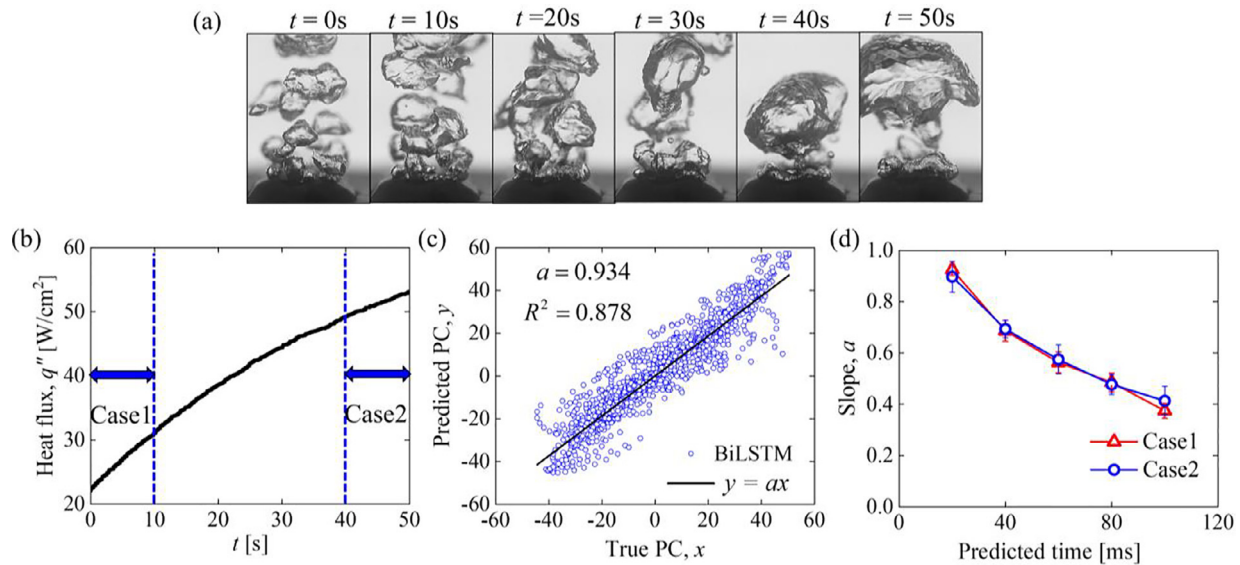 (a)
t = 0s
t = 10s
t =20s
t = 30s
t = 40s
t = 50s
(b)
60
50
40
30
20
Heat flux, q″ [W/cm²]
Case1
Case2
0
10
20
30
40
50
t [s]
(c)
60
40
20
0
-20
-40
-60
Predicted PC, y
a = 0.934
R² = 0.878
BiLSTM
y = ax
-60
-40
-20
0
20
40
60
True PC, x
(d)
1.0
0.8
0.6
0.4
0.2
0.0
Slope, a
Case1
Case2
0
40
80
120
Predicted time [ms]